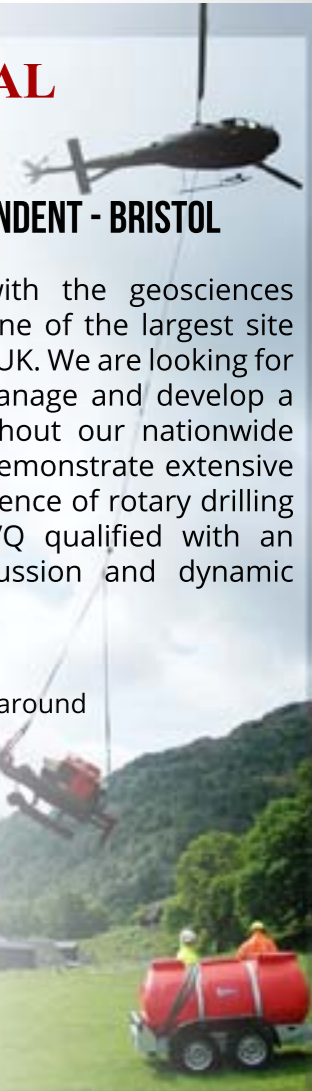 AL
NDENT - BRISTOL
with the geosciences
ne of the largest site
UK. We are looking for
anage and develop a
hout our nationwide
emonstrate extensive
ence of rotary drilling
VQ qualified with an
ussion and dynamic
around